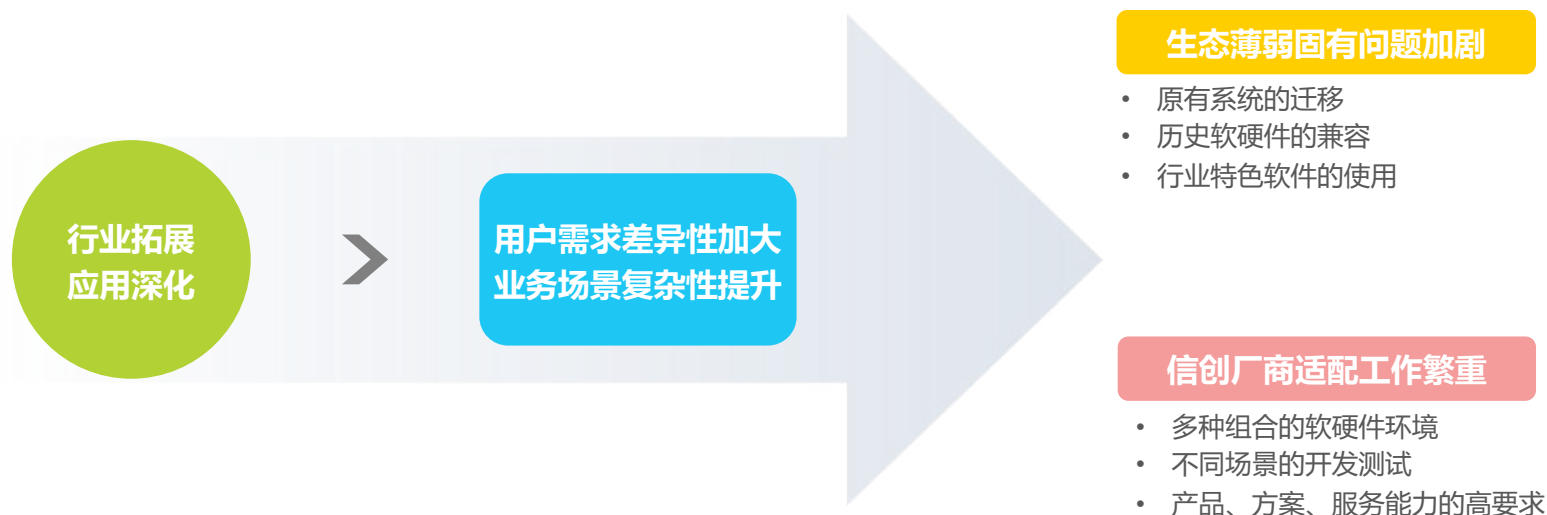 行业拓展
应用深化
用户需求差异性加大
业务场景复杂性提升
生态薄弱固有问题加剧
• 原有系统的迁移
• 历史软硬件的兼容
• 行业特色软件的使用
信创厂商适配工作繁重
• 多种组合的软硬件环境
• 不同场景的开发测试
• 产品、方案、服务能力的高要求